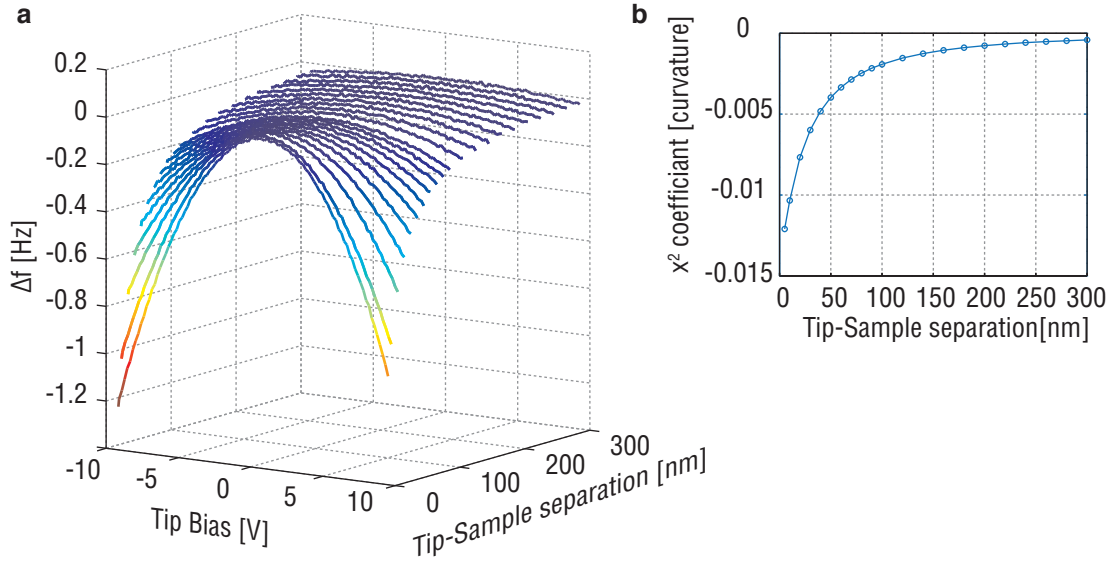 a
0.2
0
-0.2
-0.4
-0.6
-0.8
-1
-1.2
Δf [Hz]
-10
-5
0
5
10
Tip Bias [V]
0
100
200
300
Tip-Sample separation [nm]
b
0
-0.005
-0.01
-0.015
x² coefficiant [curvature]
0 50 100 150 200 250 300
Tip-Sample separation[nm]